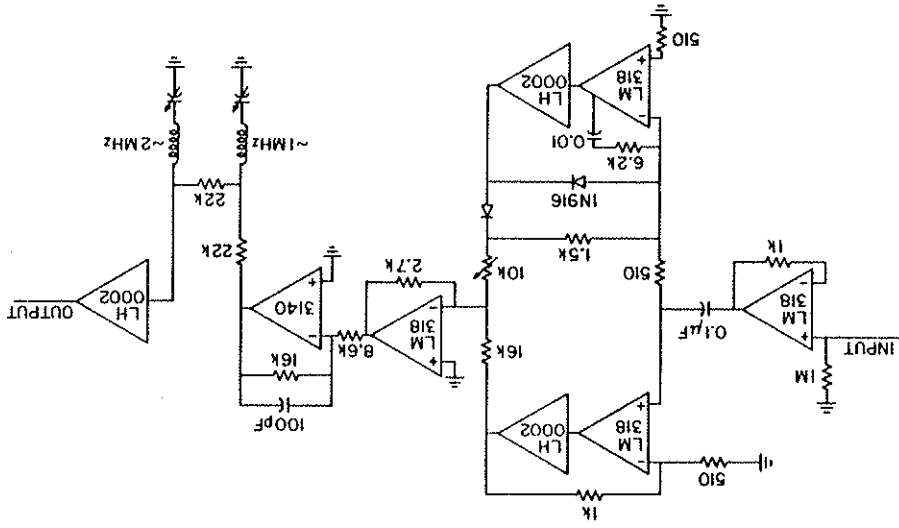 1k
510
LM
318
LH
0002
100pF
1M
16k
16k
INPUT
LM
318
0.1µF
8.6k
LM
318
3140
LH
0002
OUTPUT
1k
510
10k
2.7k
1.5k
22k
22k
1N916
6.2k
~1MHz
~2MHz
0.01
LM
318
LH
0002
510